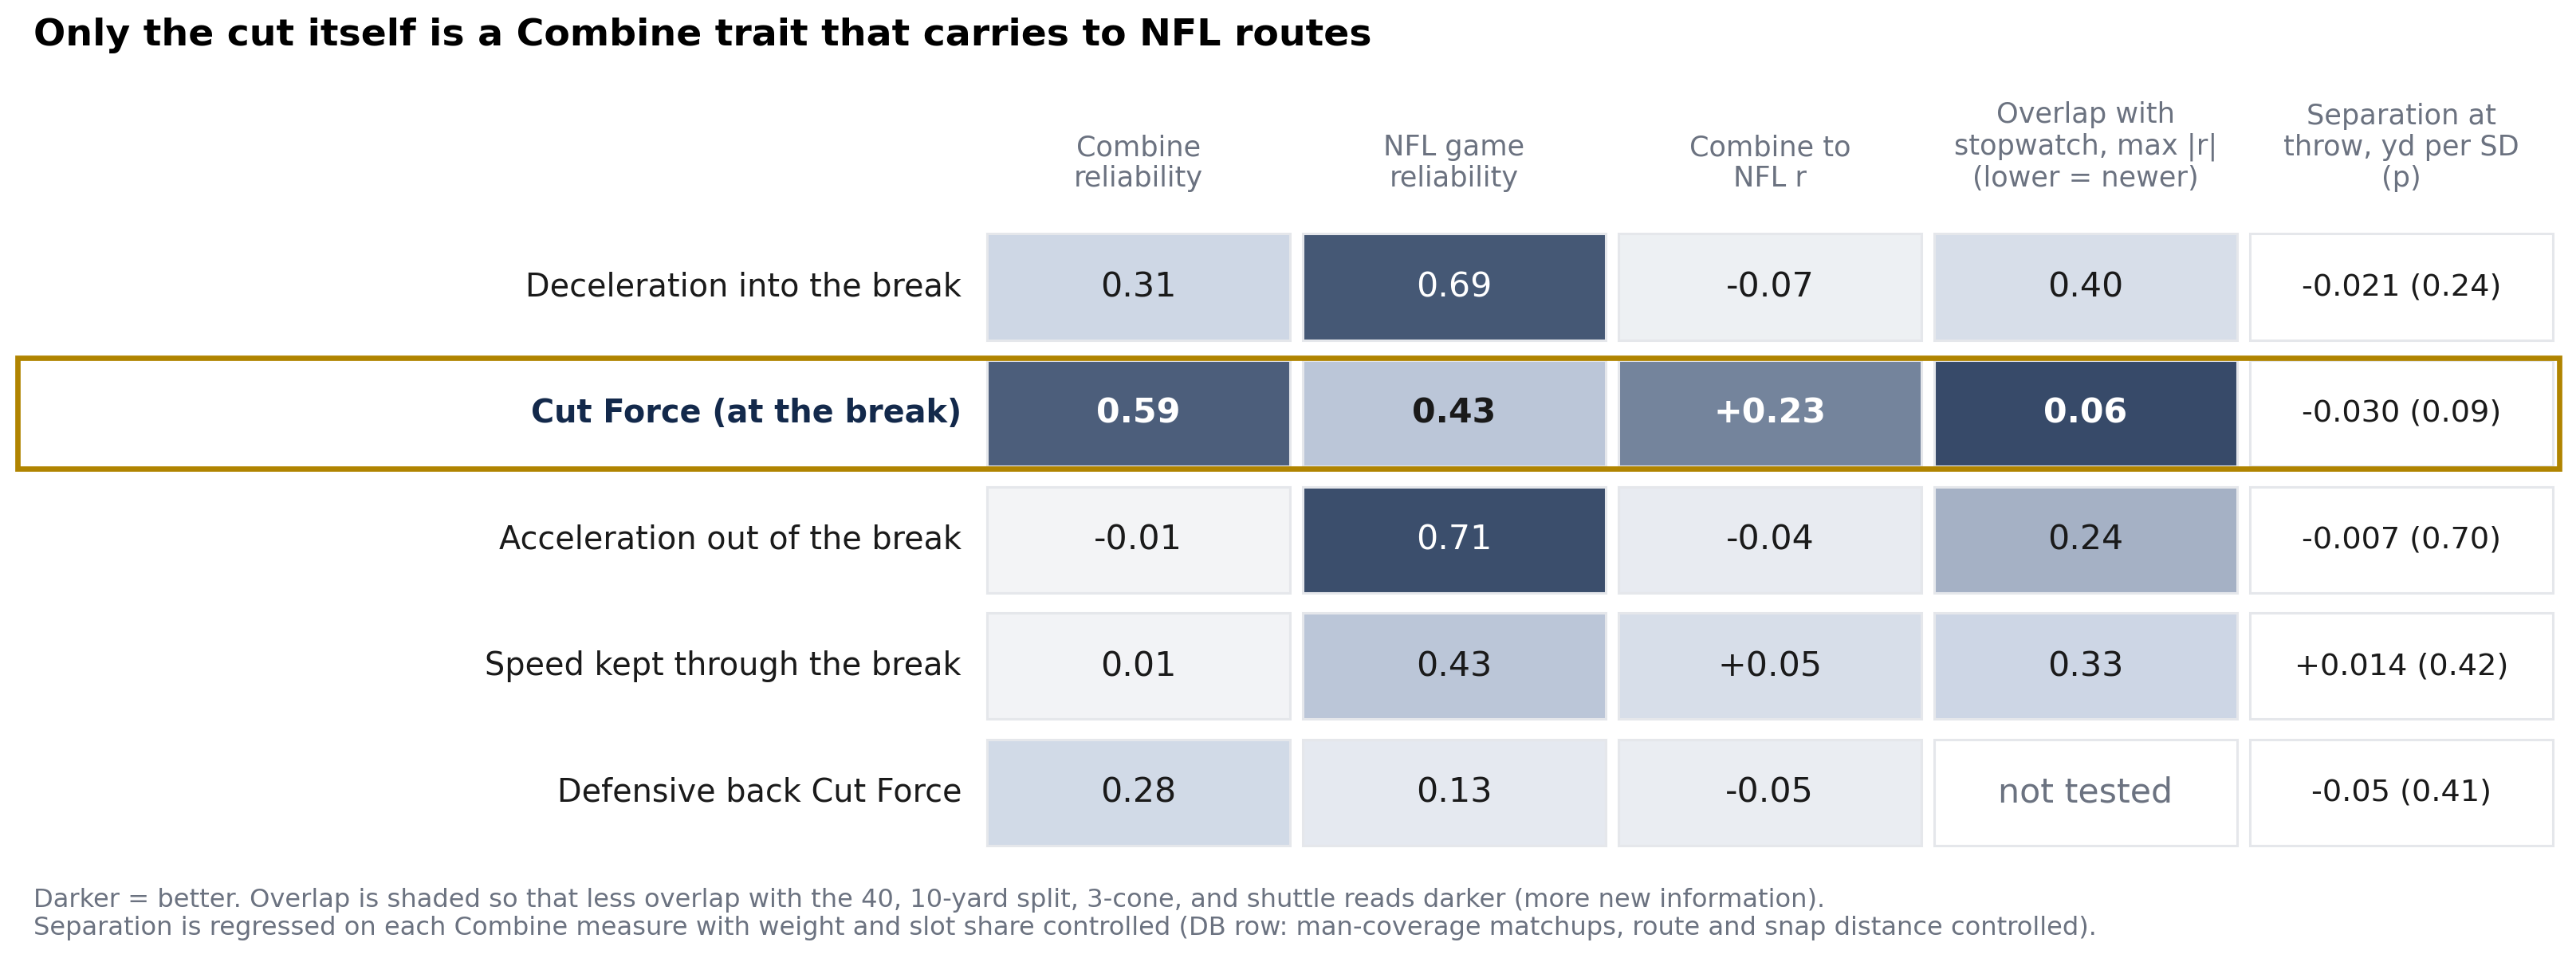 Only the cut itself is a Combine trait that carries to NFL routes
Combine
reliability
NFL game
reliability
Combine to
NFL r
Overlap with
stopwatch, max |r|
(lower = newer)
Separation at
throw, yd per SD
(p)
Deceleration into the break 0.31 0.69 -0.07 0.40 -0.021 (0.24)
Cut Force (at the break) 0.59 0.43 +0.23 0.06 -0.030 (0.09)
Acceleration out of the break -0.01 0.71 -0.04 0.24 -0.007 (0.70)
Speed kept through the break 0.01 0.43 +0.05 0.33 +0.014 (0.42)
Defensive back Cut Force 0.28 0.13 -0.05 not tested -0.05 (0.41)
Darker = better. Overlap is shaded so that less overlap with the 40, 10-yard split, 3-cone, and shuttle reads darker (more new information).
Separation is regressed on each Combine measure with weight and slot share controlled (DB row: man-coverage matchups, route and snap distance controlled).